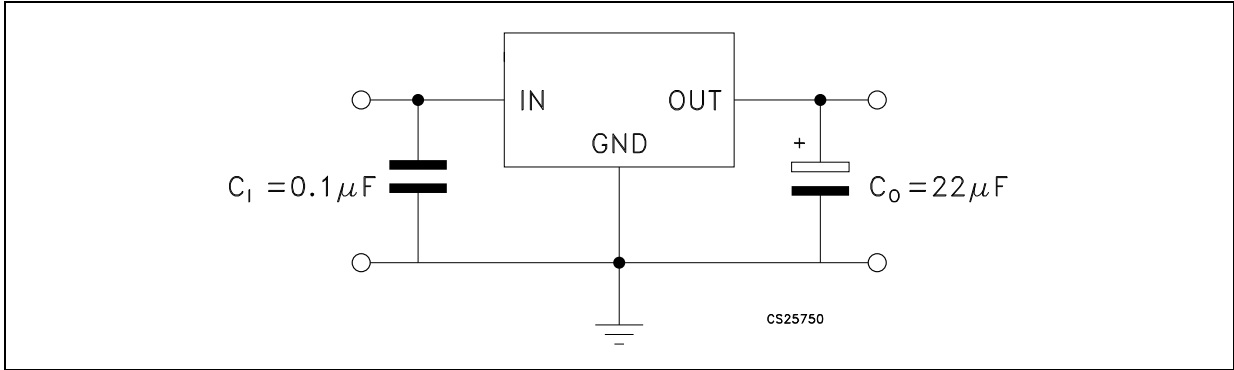 IN
OUT
GND
+
C_I =0.1μF
C_O=22μF
CS25750